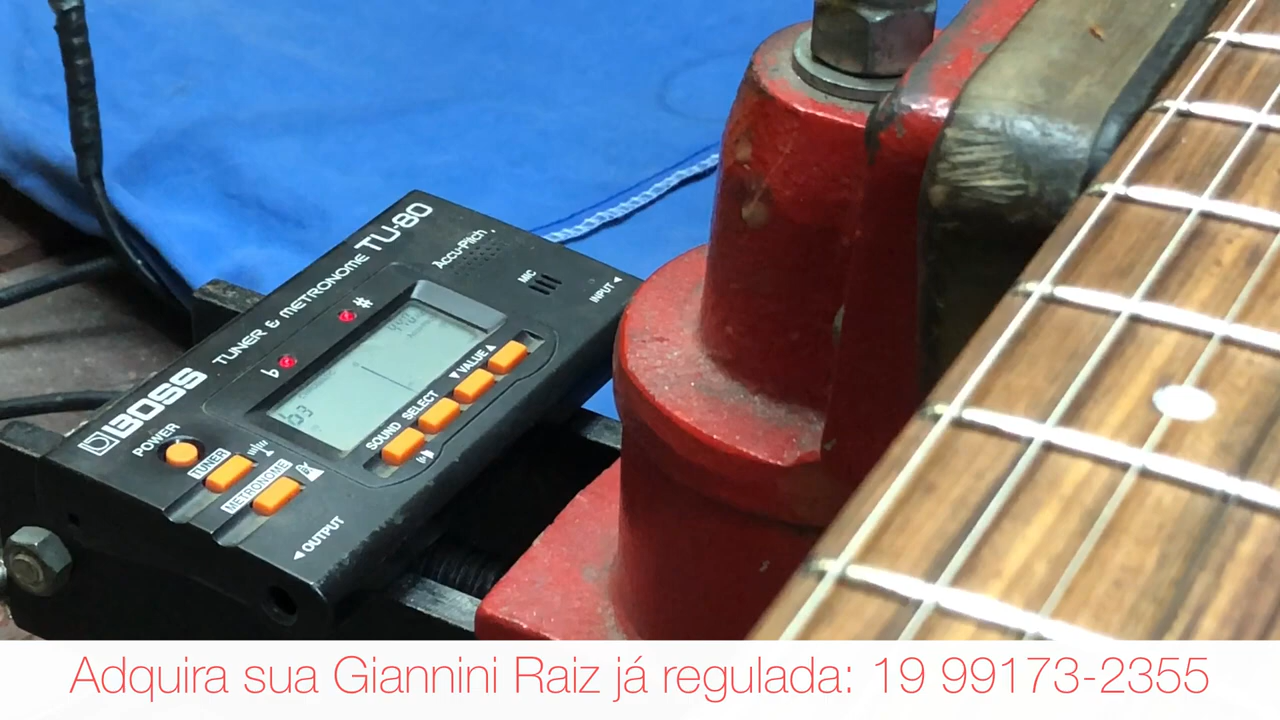 BOSS TUNER & METRONOME TU-80
Accu-Pitch
MIC
INPUT
b #
440
POWER
TUNER
METRONOME
SOUND SELECT ▼VALUE▲
◀OUTPUT
Adquira sua Giannini Raiz já regulada: 19 99173-2355